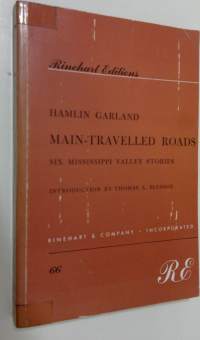 Rinehart Editions
HAMLIN GARLAND
MAIN-TRAVELLED ROADS
SIX MISSISSIPPI VALLEY STORIES
INTRODUCTION BY THOMAS A. BLEDSOE
RINEHART & COMPANY · INCORPORATED
66
RE